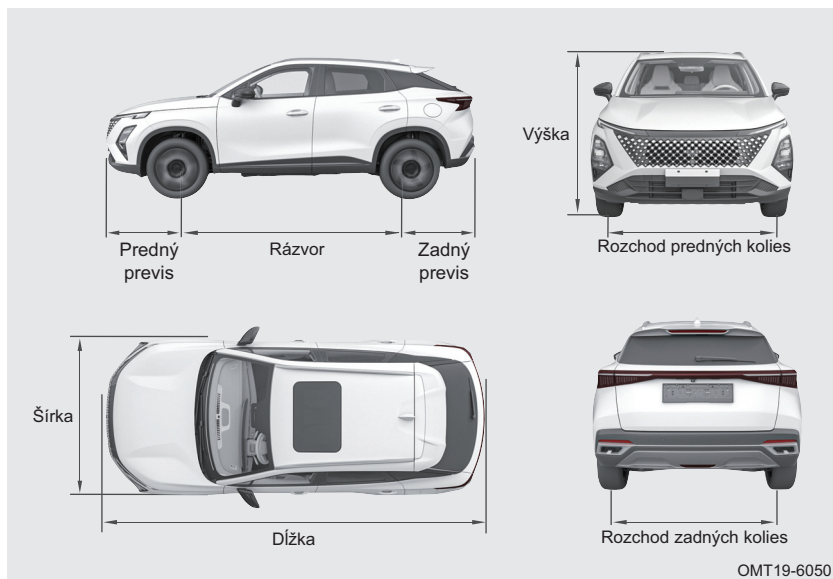 Výška
Predný
previs
Rázvor
Zadný
previs
Rozchod predných kolies
Šírka
Dĺžka
Rozchod zadných kolies
OMT19-6050